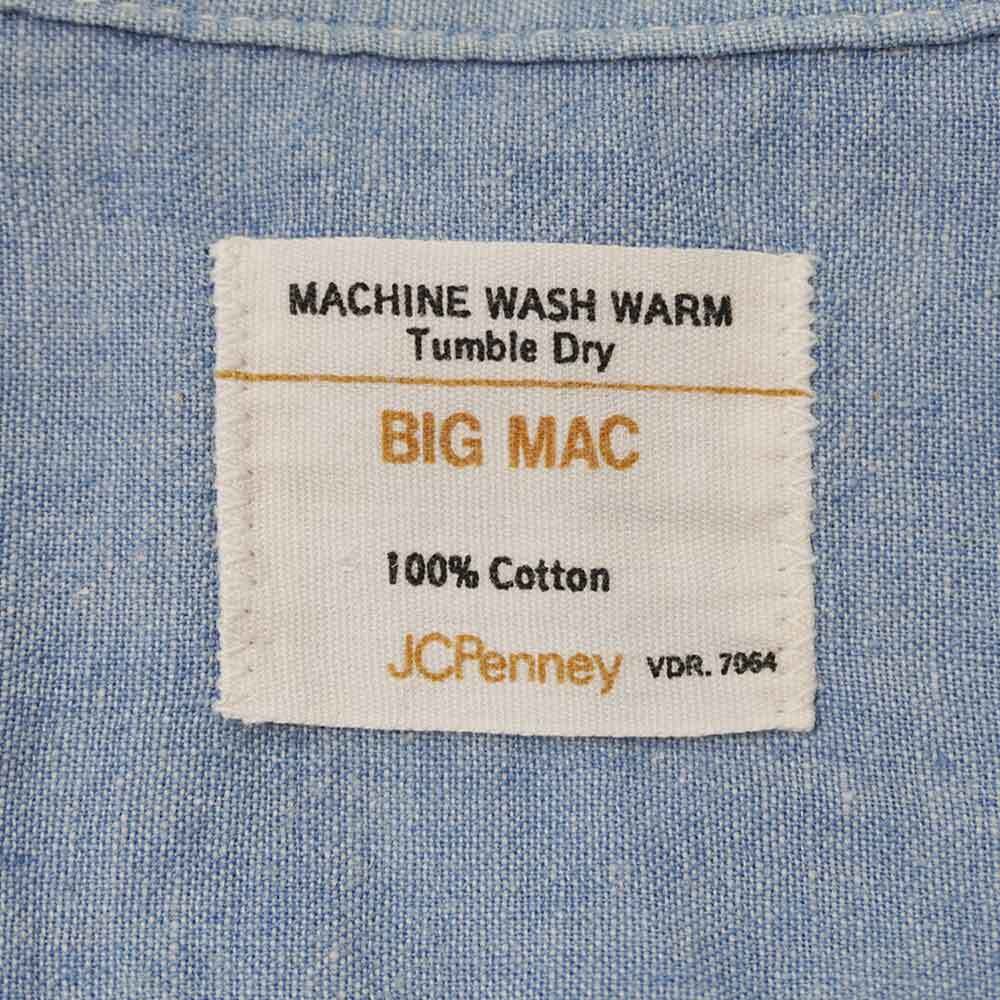 MACHINE WASH WARM
Tumble Dry
BIG MAC
100% Cotton
JCPenney VDR. 7064